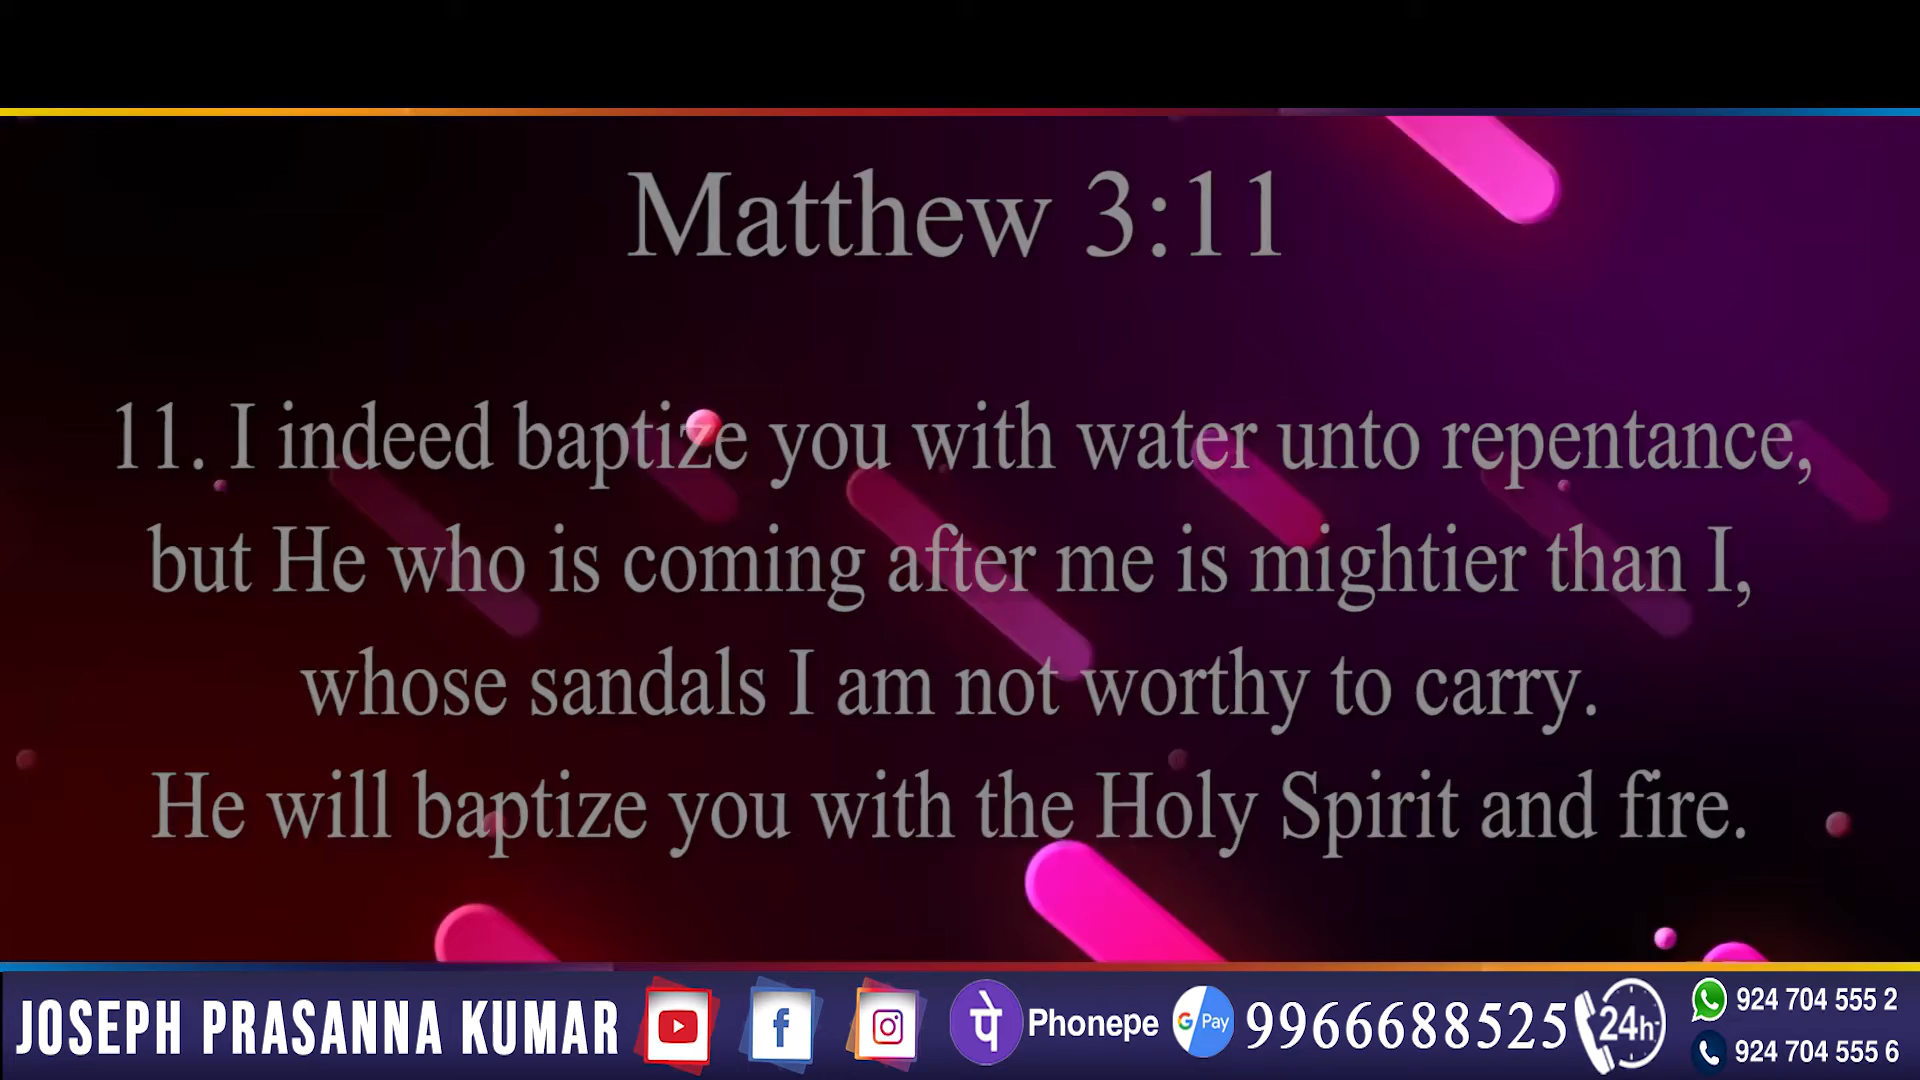 Matthew 3:11
11. I indeed baptize you with water unto repentance,
but He who is coming after me is mightier than I,
whose sandals I am not worthy to carry.
He will baptize you with the Holy Spirit and fire.
JOSEPH PRASANNA KUMAR
पे Phonepe G Pay 9966688525 24h
924 704 555 2
924 704 555 6